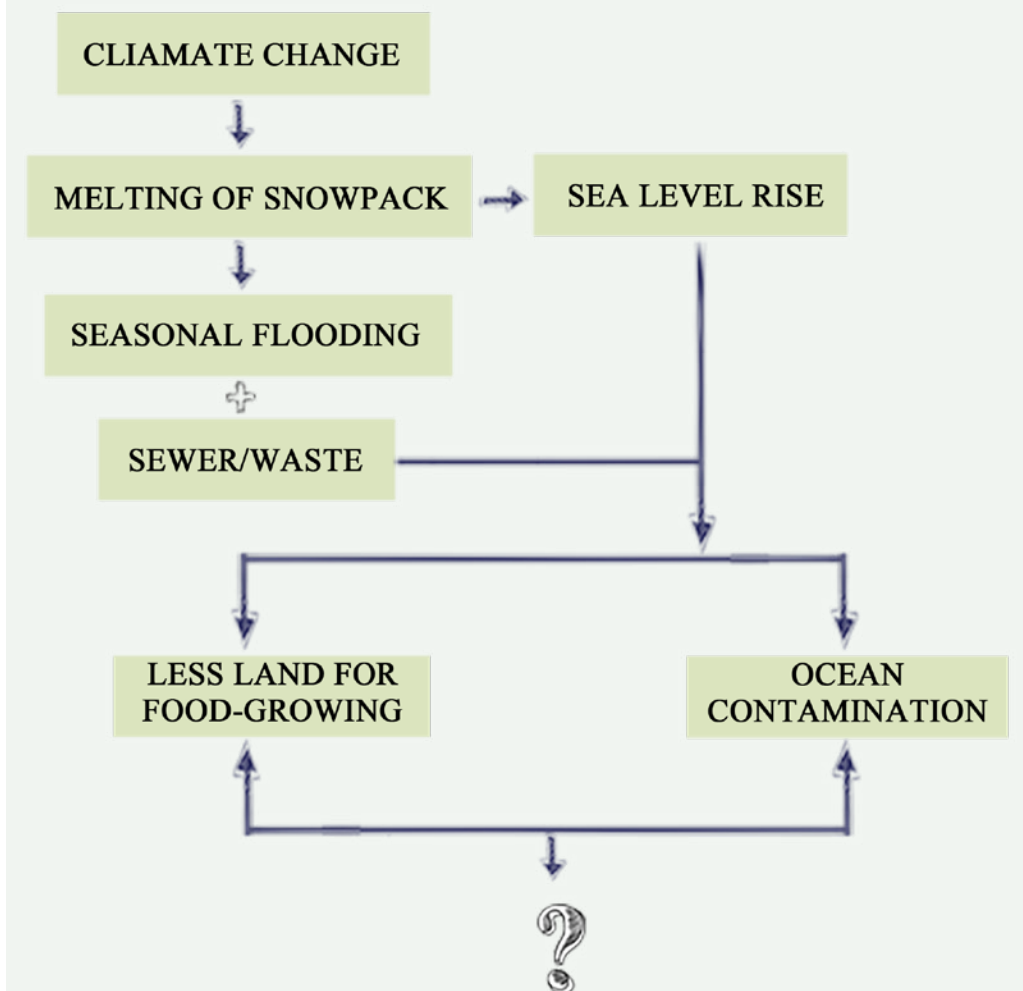 CLIAMATE CHANGE
MELTING OF SNOWPACK
SEA LEVEL RISE
SEASONAL FLOODING
+
SEWER/WASTE
LESS LAND FOR
FOOD-GROWING
OCEAN
CONTAMINATION
?